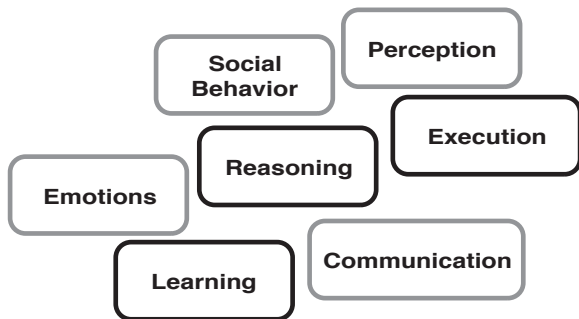 Perception
Social
Behavior
Execution
Reasoning
Emotions
Communication
Learning